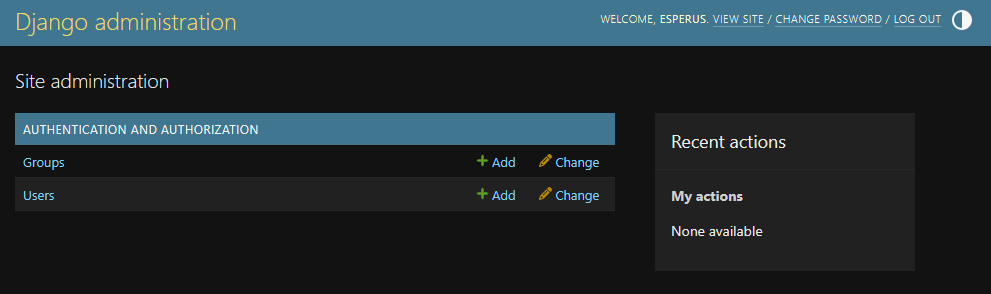 Django administration
WELCOME, ESPERUS. VIEW SITE / CHANGE PASSWORD / LOG OUT
Site administration
AUTHENTICATION AND AUTHORIZATION
Groups Add Change
Users Add Change
Recent actions
My actions
None available